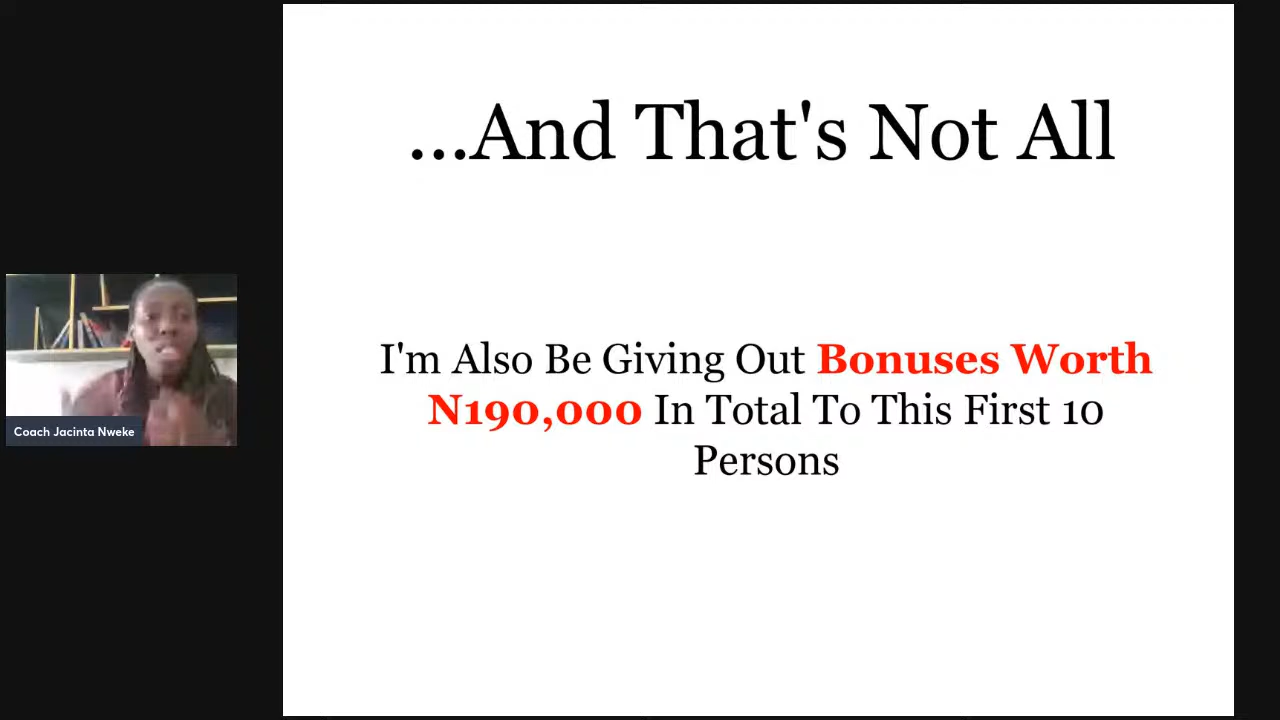 ...And That's Not All
I'm Also Be Giving Out Bonuses Worth
N190,000 In Total To This First 10
Persons
Coach Jacinta Nweke